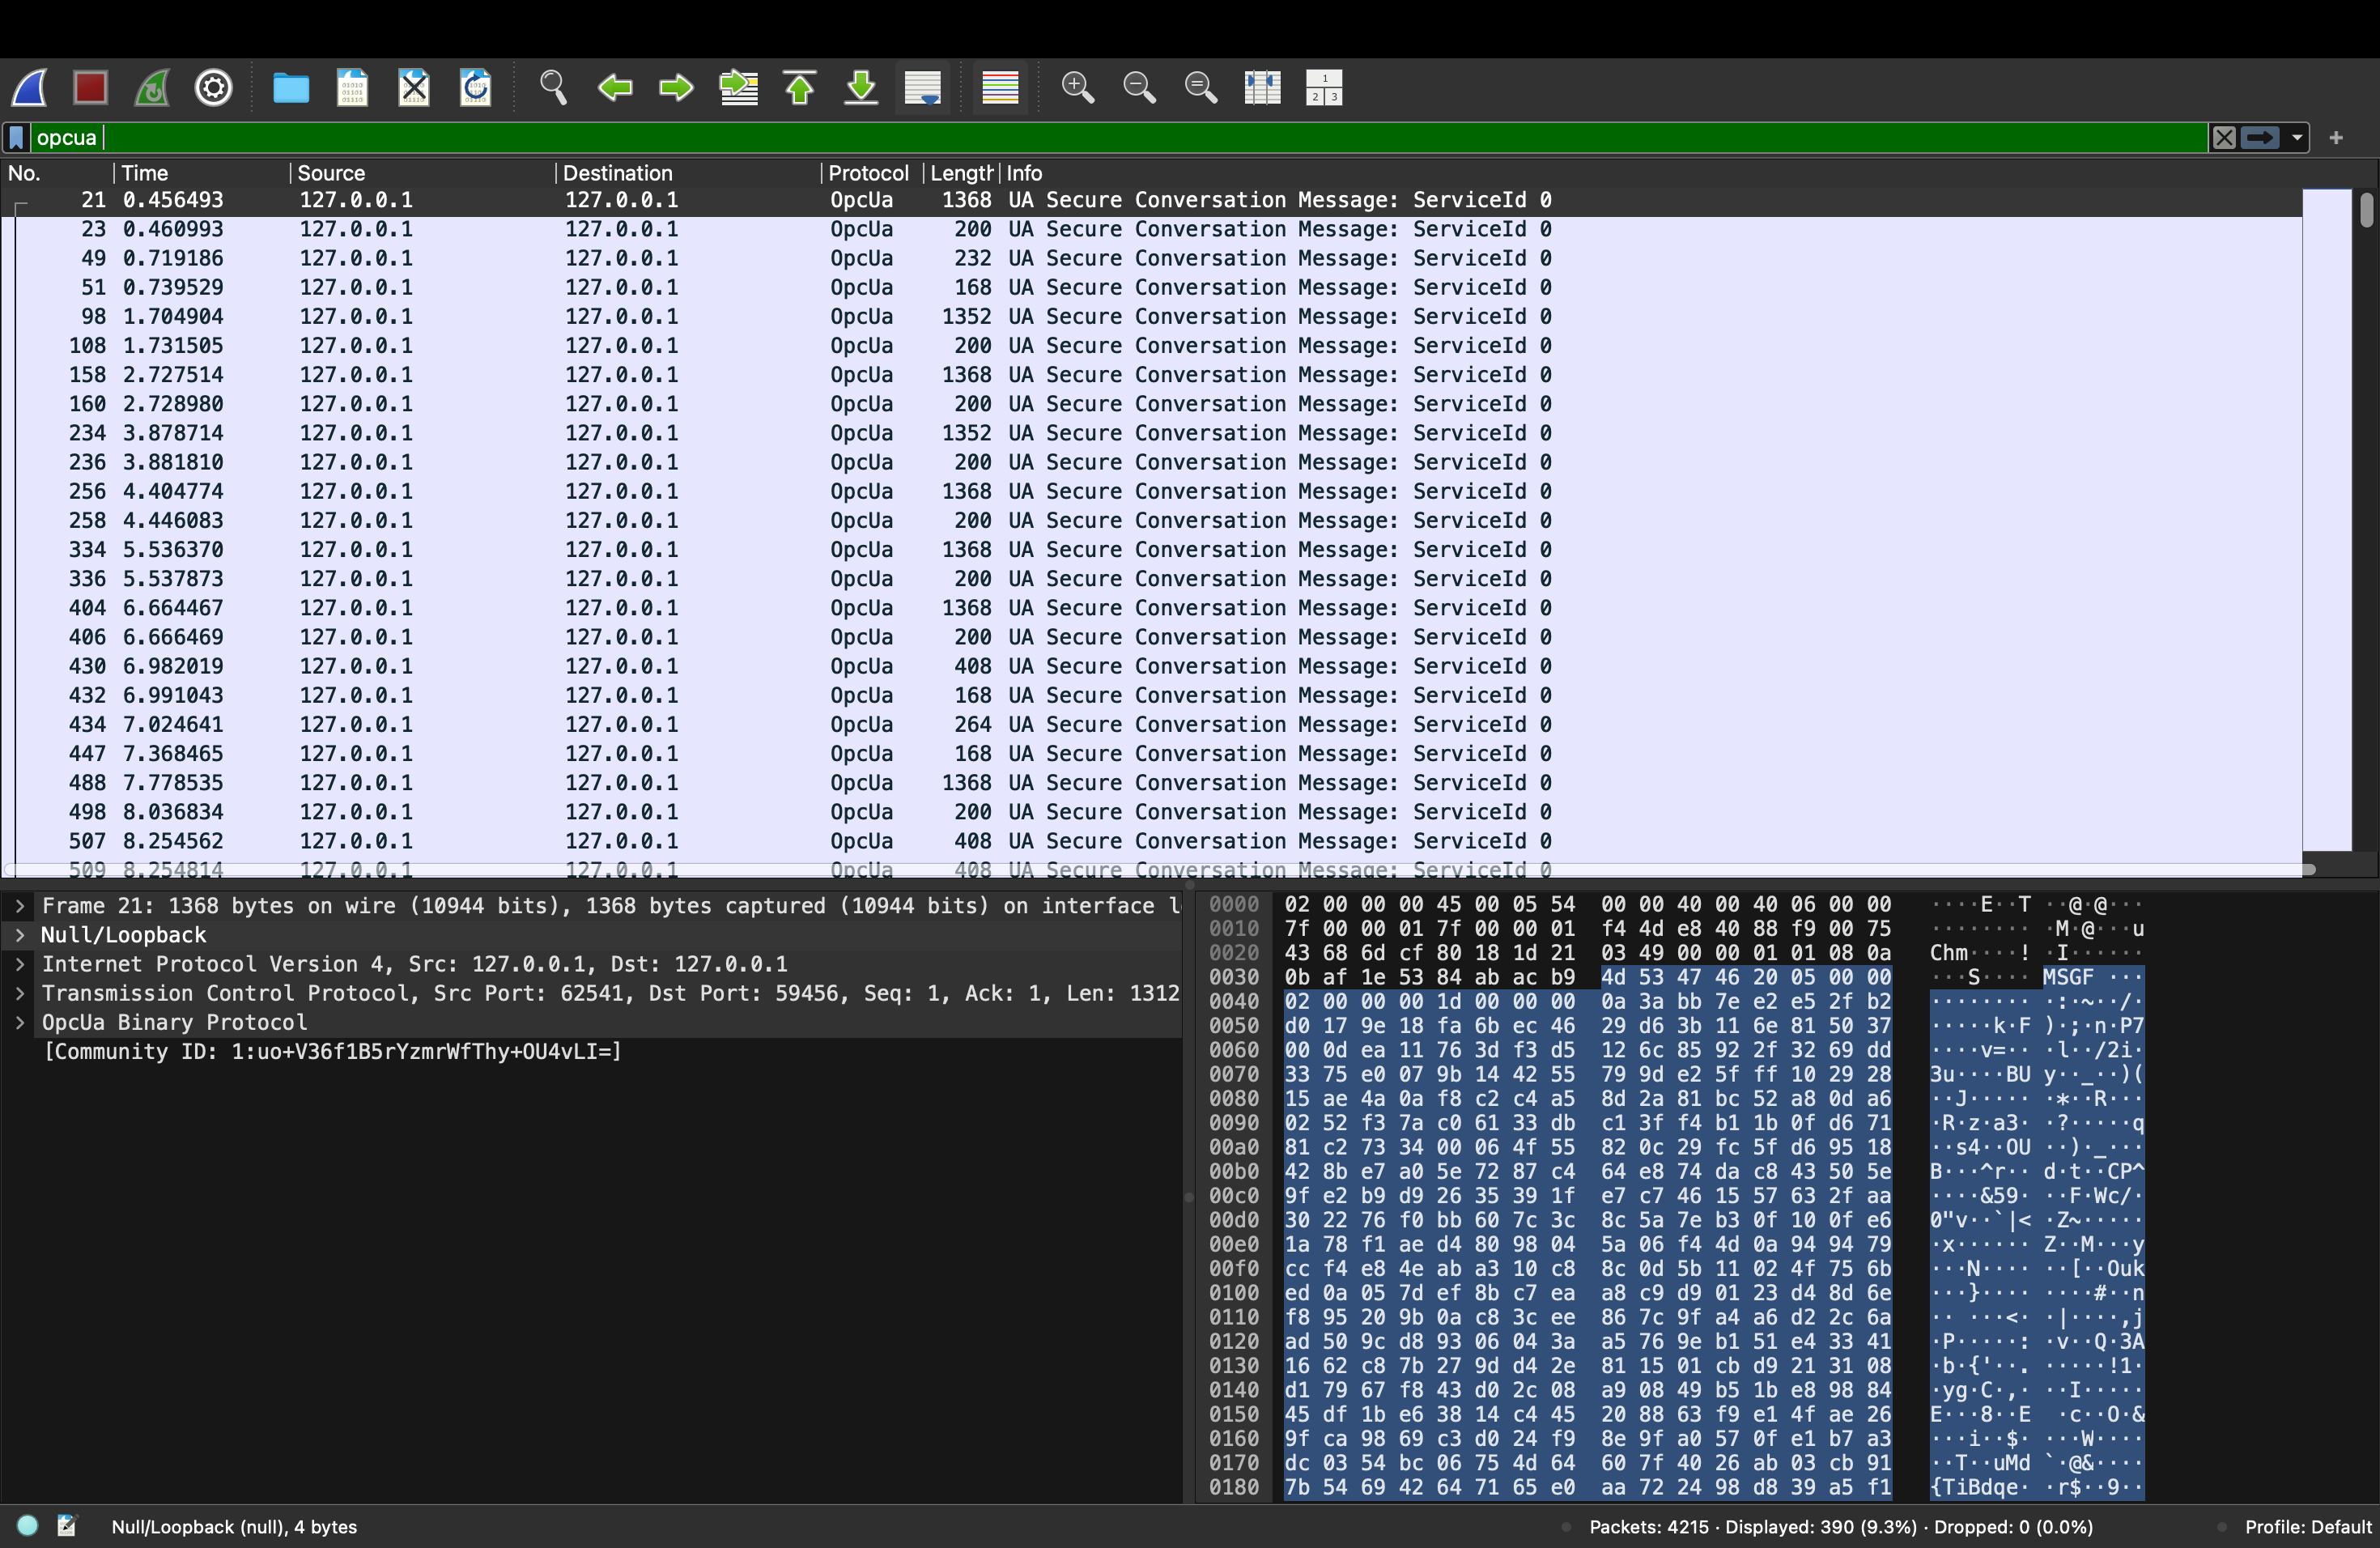 opcua
No. Time Source Destination Protocol Length Info
21 0.456493 127.0.0.1 127.0.0.1 OpcUa 1368 UA Secure Conversation Message: ServiceId 0
23 0.460993 127.0.0.1 127.0.0.1 OpcUa 200 UA Secure Conversation Message: ServiceId 0
49 0.719186 127.0.0.1 127.0.0.1 OpcUa 232 UA Secure Conversation Message: ServiceId 0
51 0.739529 127.0.0.1 127.0.0.1 OpcUa 168 UA Secure Conversation Message: ServiceId 0
98 1.704904 127.0.0.1 127.0.0.1 OpcUa 1352 UA Secure Conversation Message: ServiceId 0
108 1.731505 127.0.0.1 127.0.0.1 OpcUa 200 UA Secure Conversation Message: ServiceId 0
158 2.727514 127.0.0.1 127.0.0.1 OpcUa 1368 UA Secure Conversation Message: ServiceId 0
160 2.728980 127.0.0.1 127.0.0.1 OpcUa 200 UA Secure Conversation Message: ServiceId 0
234 3.878714 127.0.0.1 127.0.0.1 OpcUa 1352 UA Secure Conversation Message: ServiceId 0
236 3.881810 127.0.0.1 127.0.0.1 OpcUa 200 UA Secure Conversation Message: ServiceId 0
256 4.404774 127.0.0.1 127.0.0.1 OpcUa 1368 UA Secure Conversation Message: ServiceId 0
258 4.446083 127.0.0.1 127.0.0.1 OpcUa 200 UA Secure Conversation Message: ServiceId 0
334 5.536370 127.0.0.1 127.0.0.1 OpcUa 1368 UA Secure Conversation Message: ServiceId 0
336 5.537873 127.0.0.1 127.0.0.1 OpcUa 200 UA Secure Conversation Message: ServiceId 0
404 6.664467 127.0.0.1 127.0.0.1 OpcUa 1368 UA Secure Conversation Message: ServiceId 0
406 6.666469 127.0.0.1 127.0.0.1 OpcUa 200 UA Secure Conversation Message: ServiceId 0
430 6.982019 127.0.0.1 127.0.0.1 OpcUa 408 UA Secure Conversation Message: ServiceId 0
432 6.991043 127.0.0.1 127.0.0.1 OpcUa 168 UA Secure Conversation Message: ServiceId 0
434 7.024641 127.0.0.1 127.0.0.1 OpcUa 264 UA Secure Conversation Message: ServiceId 0
447 7.368465 127.0.0.1 127.0.0.1 OpcUa 168 UA Secure Conversation Message: ServiceId 0
488 7.778535 127.0.0.1 127.0.0.1 OpcUa 1368 UA Secure Conversation Message: ServiceId 0
498 8.036834 127.0.0.1 127.0.0.1 OpcUa 200 UA Secure Conversation Message: ServiceId 0
507 8.254562 127.0.0.1 127.0.0.1 OpcUa 408 UA Secure Conversation Message: ServiceId 0
509 8.254814 127.0.0.1 127.0.0.1 OpcUa 408 UA Secure Conversation Message: ServiceId 0
Frame 21: 1368 bytes on wire (10944 bits), 1368 bytes captured (10944 bits) on interface l
Null/Loopback
Internet Protocol Version 4, Src: 127.0.0.1, Dst: 127.0.0.1
Transmission Control Protocol, Src Port: 62541, Dst Port: 59456, Seq: 1, Ack: 1, Len: 1312
OpcUa Binary Protocol
[Community ID: 1:uo+V36f1B5rYzmrWfThy+OU4vLI=]
0000 02 00 00 00 45 00 05 54 00 00 40 00 40 06 00 00 ····E··T ··@·@···
0010 7f 00 00 01 7f 00 00 01 f4 4d e8 40 88 f9 00 75 ········ ·M·@···u
0020 43 68 6d cf 80 18 1d 21 03 49 00 00 01 01 08 0a Chm····! ·I······
0030 0b af 1e 53 84 ab ac b9 4d 53 47 46 20 05 00 00 ···S···· MSGF ···
0040 02 00 00 00 1d 00 00 00 0a 3a bb 7e e2 e5 2f b2 ········ ·:·~··/·
0050 d0 17 9e 18 fa 6b ec 46 29 d6 3b 11 6e 81 50 37 ·····k·F )·;·n·P7
0060 00 0d ea 11 76 3d f3 d5 12 6c 85 92 2f 32 69 dd ····v=·· ·l··/2i·
0070 33 75 e0 07 9b 14 42 55 79 9d e2 5f ff 10 29 28 3u····BU y··_··)(
0080 15 ae 4a 0a f8 c2 c4 a5 8d 2a 81 bc 52 a8 0d a6 ··J····· ·*··R···
0090 02 52 f3 7a c0 61 33 db c1 3f f4 b1 1b 0f d6 71 ·R·z·a3· ·?·····q
00a0 81 c2 73 34 00 06 4f 55 82 0c 29 fc 5f d6 95 18 ··s4··OU ··)·_···
00b0 42 8b e7 a0 5e 72 87 c4 64 e8 74 da c8 43 50 5e B···^r·· d·t··CP^
00c0 9f e2 b9 d9 26 35 39 1f e7 c7 46 15 57 63 2f aa ····&59· ··F·Wc/·
00d0 30 22 76 f0 bb 60 7c 3c 8c 5a 7e b3 0f 10 0f e6 0"v··`|< ·Z~·····
00e0 1a 78 f1 ae d4 80 98 04 5a 06 f4 4d 0a 94 94 79 ·x······ Z··M···y
00f0 cc f4 e8 4e ab a3 10 c8 8c 0d 5b 11 02 4f 75 6b ···N···· ··[··Ouk
0100 ed 0a 05 7d ef 8b c7 ea a8 c9 d9 01 23 d4 8d 6e ···}···· ····#··n
0110 f8 95 20 9b 0a c8 3c ee 86 7c 9f a4 a6 d2 2c 6a ·· ···<· ·|····,j
0120 ad 50 9c d8 93 06 04 3a a5 76 9e b1 51 e4 33 41 ·P·····: ·v··Q·3A
0130 16 62 c8 7b 27 9d d4 2e 81 15 01 cb d9 21 31 08 ·b·{'··. ·····!1·
0140 d1 79 67 f8 43 d0 2c 08 a9 08 49 b5 1b e8 98 84 ·yg·C·,· ··I·····
0150 45 df 1b e6 38 14 c4 45 20 88 63 f9 e1 4f ae 26 E···8··E ·c··O·&
0160 9f ca 98 69 c3 d0 24 f9 8e 9f a0 57 0f e1 b7 a3 ···i··$· ···W····
0170 dc 03 54 bc 06 75 4d 64 60 7f 40 26 ab 03 cb 91 ··T··uMd `·@&····
0180 7b 54 69 42 64 71 65 e0 aa 72 24 98 d8 39 a5 f1 {TiBdqe· ·r$··9··
Null/Loopback (null), 4 bytes
Packets: 4215 · Displayed: 390 (9.3%) · Dropped: 0 (0.0%)
Profile: Default